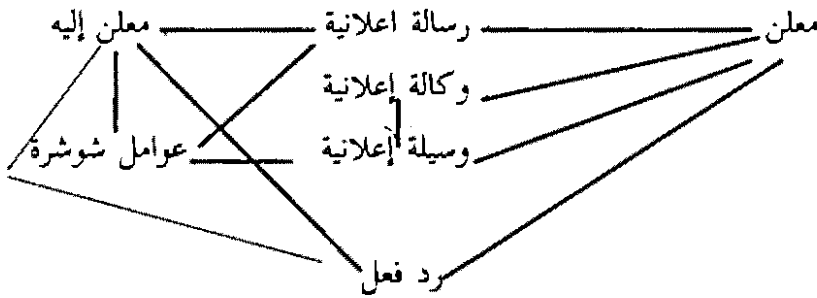 معلن رسالة اعلانية معلن إليه
وكالة إعلانية
وسيلة إعلانية عوامل شوشرة
رد فعل